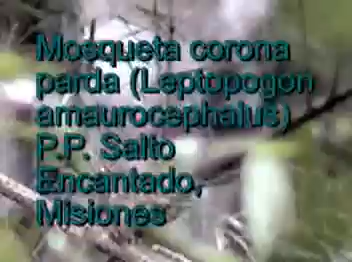 Mosqueta corona
parda (Leptopogon
amaurocephalus)
P.P. Salto
Encantado,
Misiones